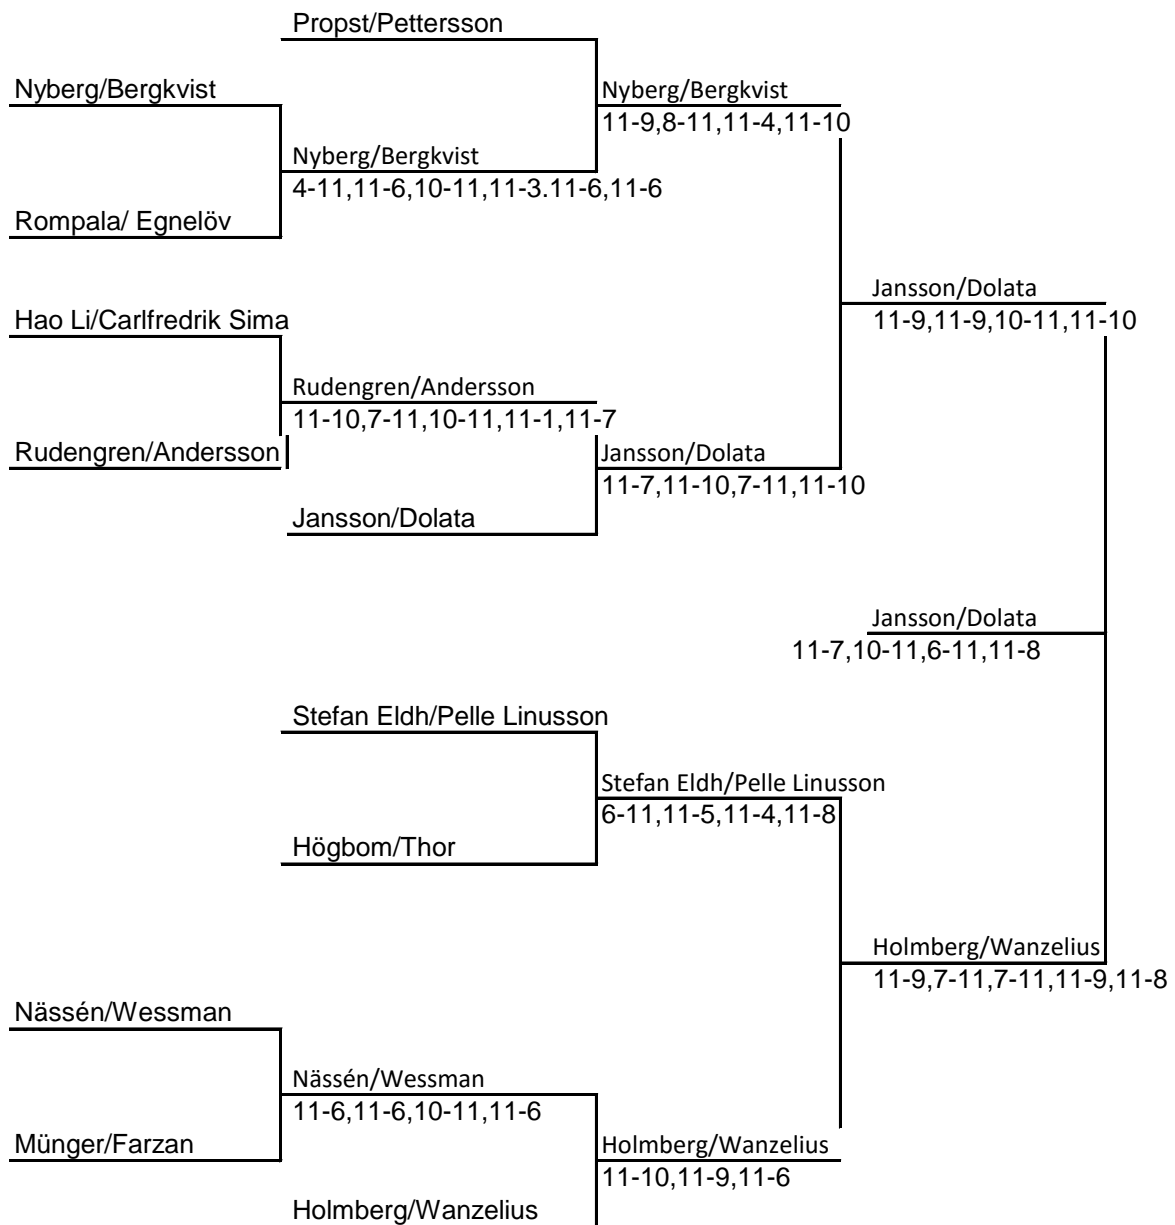 Propst/Pettersson
Nyberg/Bergkvist
Nyberg/Bergkvist
11-9,8-11,11-4,11-10
Nyberg/Bergkvist
4-11,11-6,10-11,11-3.11-6,11-6
Rompala/ Egnelöv
Jansson/Dolata
11-9,11-9,10-11,11-10
Hao Li/Carlfredrik Sima
Rudengren/Andersson
11-10,7-11,10-11,11-1,11-7
Rudengren/Andersson
Jansson/Dolata
11-7,11-10,7-11,11-10
Jansson/Dolata
Jansson/Dolata
11-7,10-11,6-11,11-8
Stefan Eldh/Pelle Linusson
Stefan Eldh/Pelle Linusson
6-11,11-5,11-4,11-8
Högbom/Thor
Holmberg/Wanzelius
11-9,7-11,7-11,11-9,11-8
Nässén/Wessman
Nässén/Wessman
11-6,11-6,10-11,11-6
Münger/Farzan
Holmberg/Wanzelius
11-10,11-9,11-6
Holmberg/Wanzelius